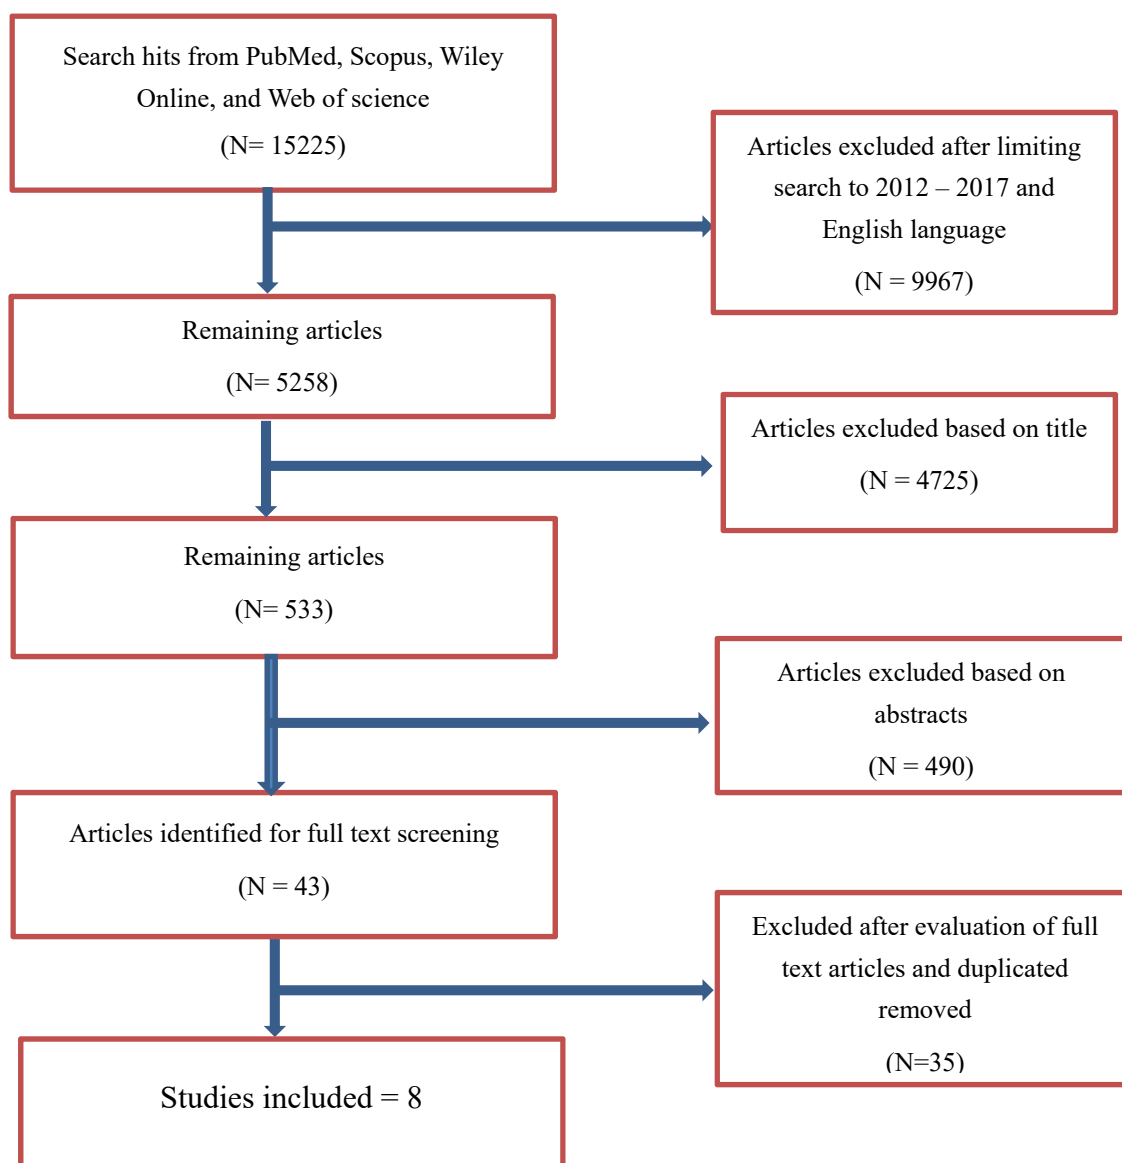 Search hits from PubMed, Scopus, Wiley
Online, and Web of science
(N= 15225)
Articles excluded after limiting
search to 2012 – 2017 and
English language
(N = 9967)
Remaining articles
(N= 5258)
Articles excluded based on title
(N = 4725)
Remaining articles
(N= 533)
Articles excluded based on
abstracts
(N = 490)
Articles identified for full text screening
(N = 43)
Excluded after evaluation of full
text articles and duplicated
removed
(N=35)
Studies included = 8